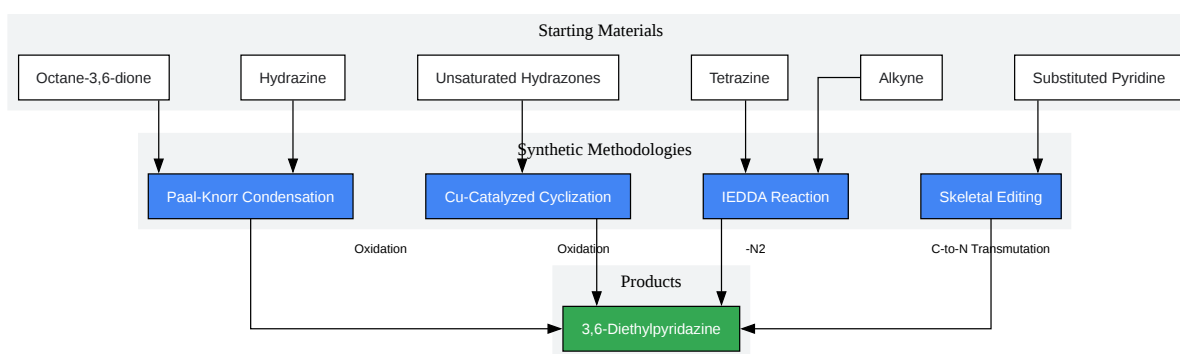 Starting Materials
Octane-3,6-dione
Hydrazine
Unsaturated Hydrazones
Tetrazine
Alkyne
Substituted Pyridine
Synthetic Methodologies
Paal-Knorr Condensation
Cu-Catalyzed Cyclization
IEDDA Reaction
Skeletal Editing
Oxidation
Oxidation
-N2
C-to-N Transmutation
Products
3,6-Diethylpyridazine